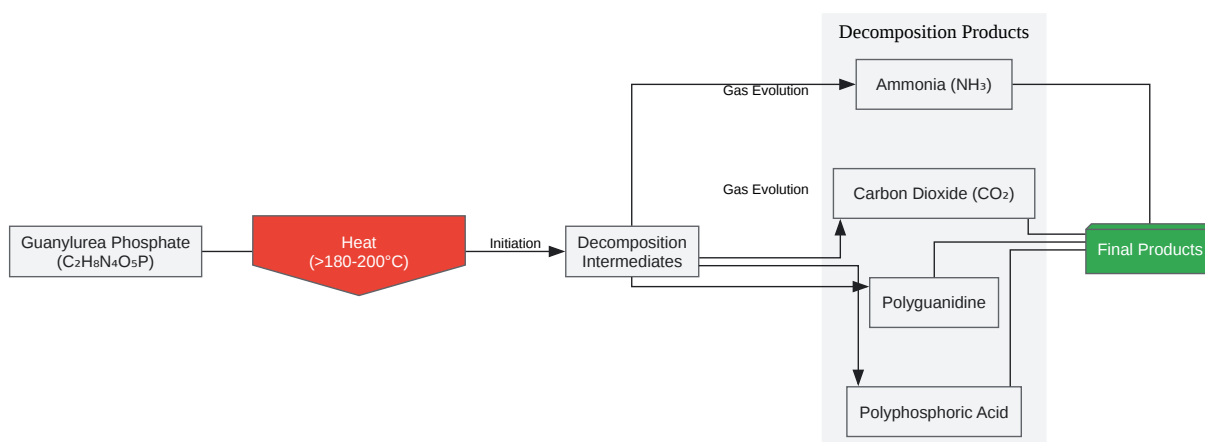 Decomposition Products
Ammonia (NH₃)
Gas Evolution
Gas Evolution
Carbon Dioxide (CO₂)
Guanylurea Phosphate
(C₂H₈N₄O₅P)
Heat
(>180-200°C)
Initiation
Decomposition
Intermediates
Final Products
Polyguanidine
Polyphosphoric Acid